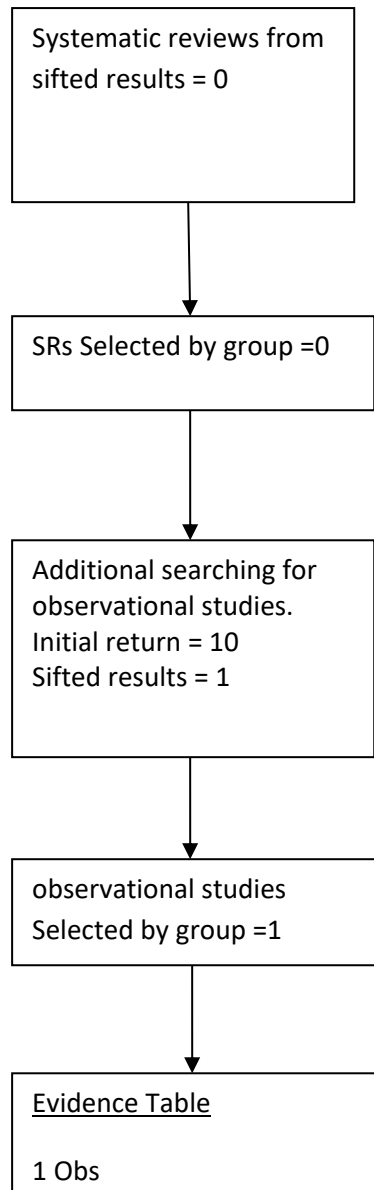 Systematic reviews from
sifted results = 0
SRs Selected by group =0
Additional searching for
observational studies.
Initial return = 10
Sifted results = 1
observational studies
Selected by group =1
Evidence Table
1 Obs